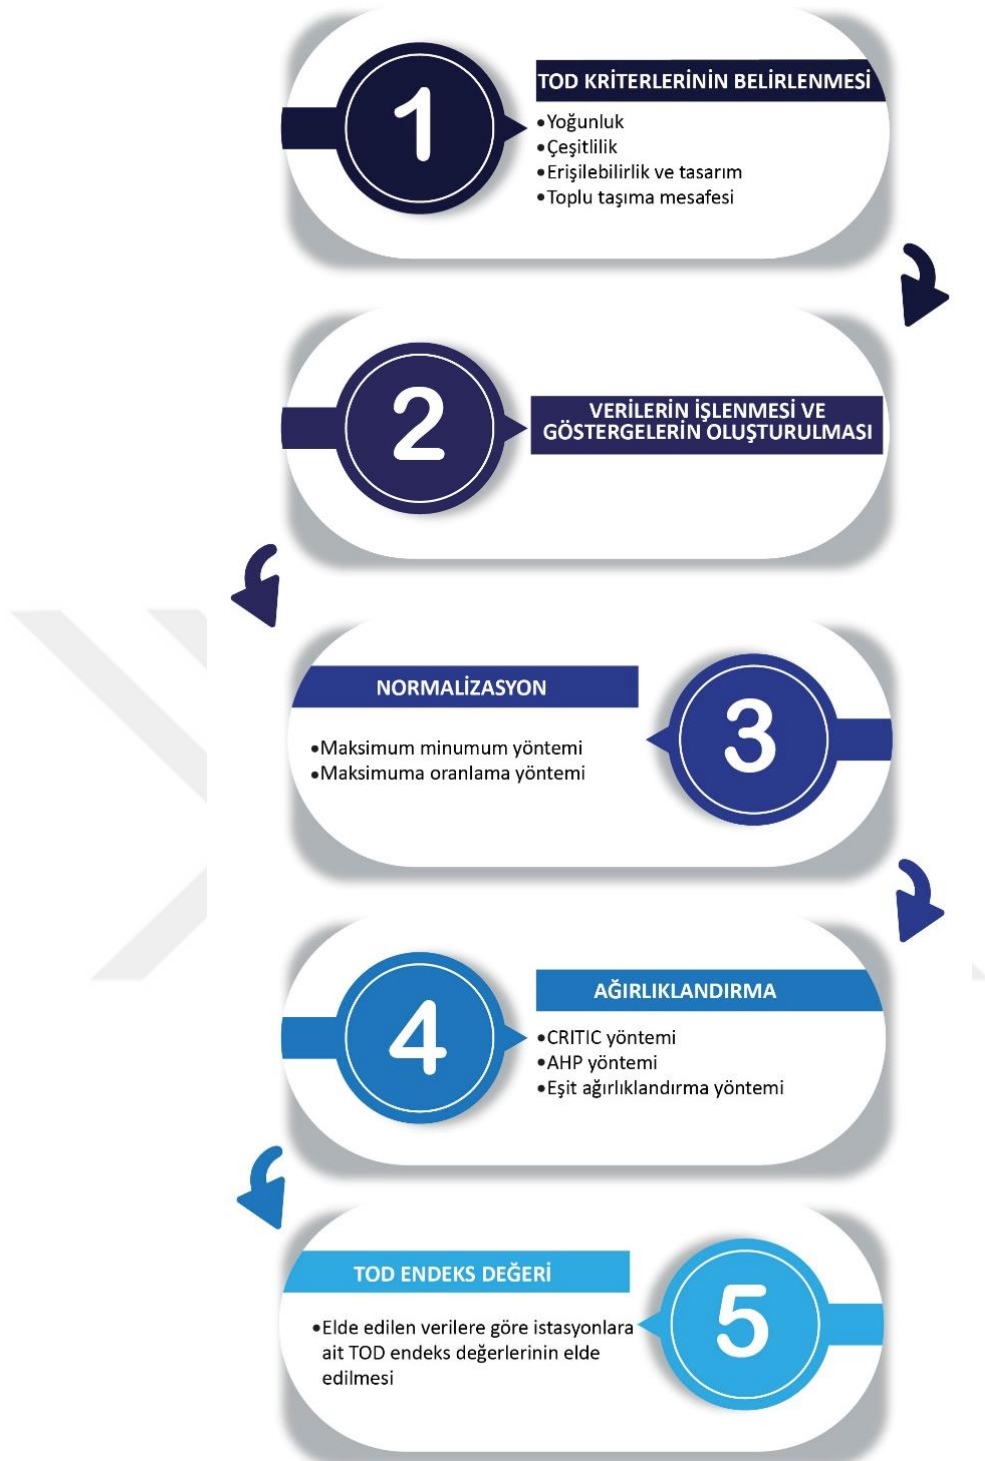 1
TOD KRİTERLERİNİN BELİRLENMESİ
•Yoğunluk
•Çeşitlilik
•Erişilebilirlik ve tasarım
•Toplu taşıma mesafesi
2
VERİLERİN İŞLENMESİ VE
GÖSTERGELERİN OLUŞTURULMASI
3
NORMALİZASYON
•Maksimum minumum yöntemi
•Maksimuma oranlama yöntemi
4
AĞIRLIKLANDIRMA
•CRITIC yöntemi
•AHP yöntemi
•Eşit ağırlıklandırma yöntemi
5
TOD ENDEKS DEĞERİ
•Elde edilen verilere göre istasyonlara
ait TOD endeks değerlerinin elde
edilmesi